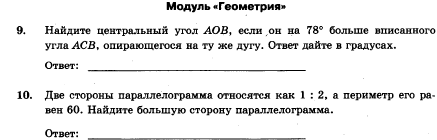 Модуль «Геометрия»
9. Найдите центральный угол AOB, если он на 78° больше вписанного
угла ACB, опирающегося на ту же дугу. Ответ дайте в градусах.
Ответ:
10. Две стороны параллелограмма относятся как 1 : 2, а периметр его ра-
вен 60. Найдите большую сторону параллелограмма.
Ответ: